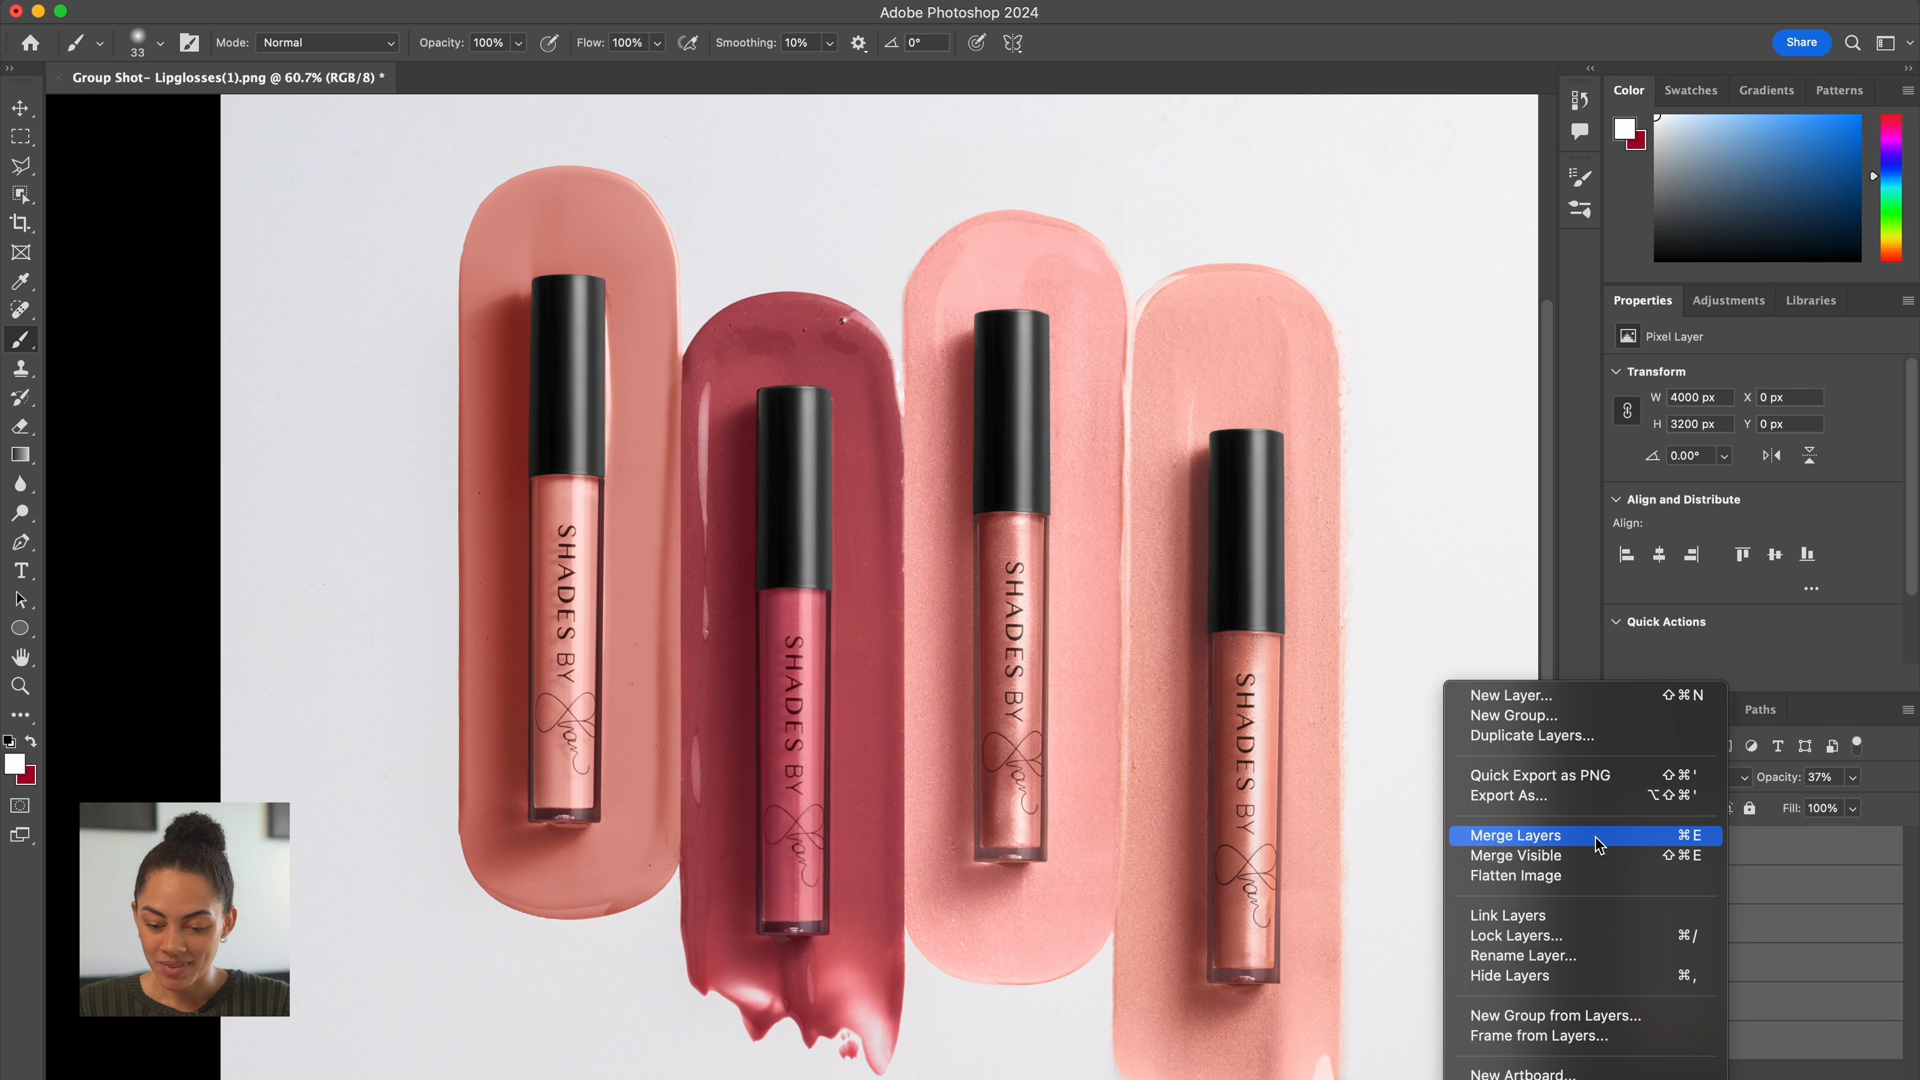 Adobe Photoshop 2024
33
Mode: Normal
Opacity: 100%
Flow: 100%
Smoothing: 10%
0°
Share
Group Shot- Lipglosses(1).png @ 60.7% (RGB/8) *
Color Swatches Gradients Patterns
Properties Adjustments Libraries
Pixel Layer
Transform
W 4000 px X 0 px
H 3200 px Y 0 px
0.00°
Align and Distribute
Align:
Quick Actions
Paths
Opacity: 37%
Fill: 100%
New Layer... ⇧⌘N
New Group...
Duplicate Layers...
Quick Export as PNG ⇧⌘'
Export As... ⌥⇧⌘'
Merge Layers ⌘E
Merge Visible ⇧⌘E
Flatten Image
Link Layers
Lock Layers... ⌘/
Rename Layer...
Hide Layers ⌘,
New Group from Layers...
Frame from Layers...
New Artboard...
SHADES BY
SHADES BY
SHADES BY
SHADES BY